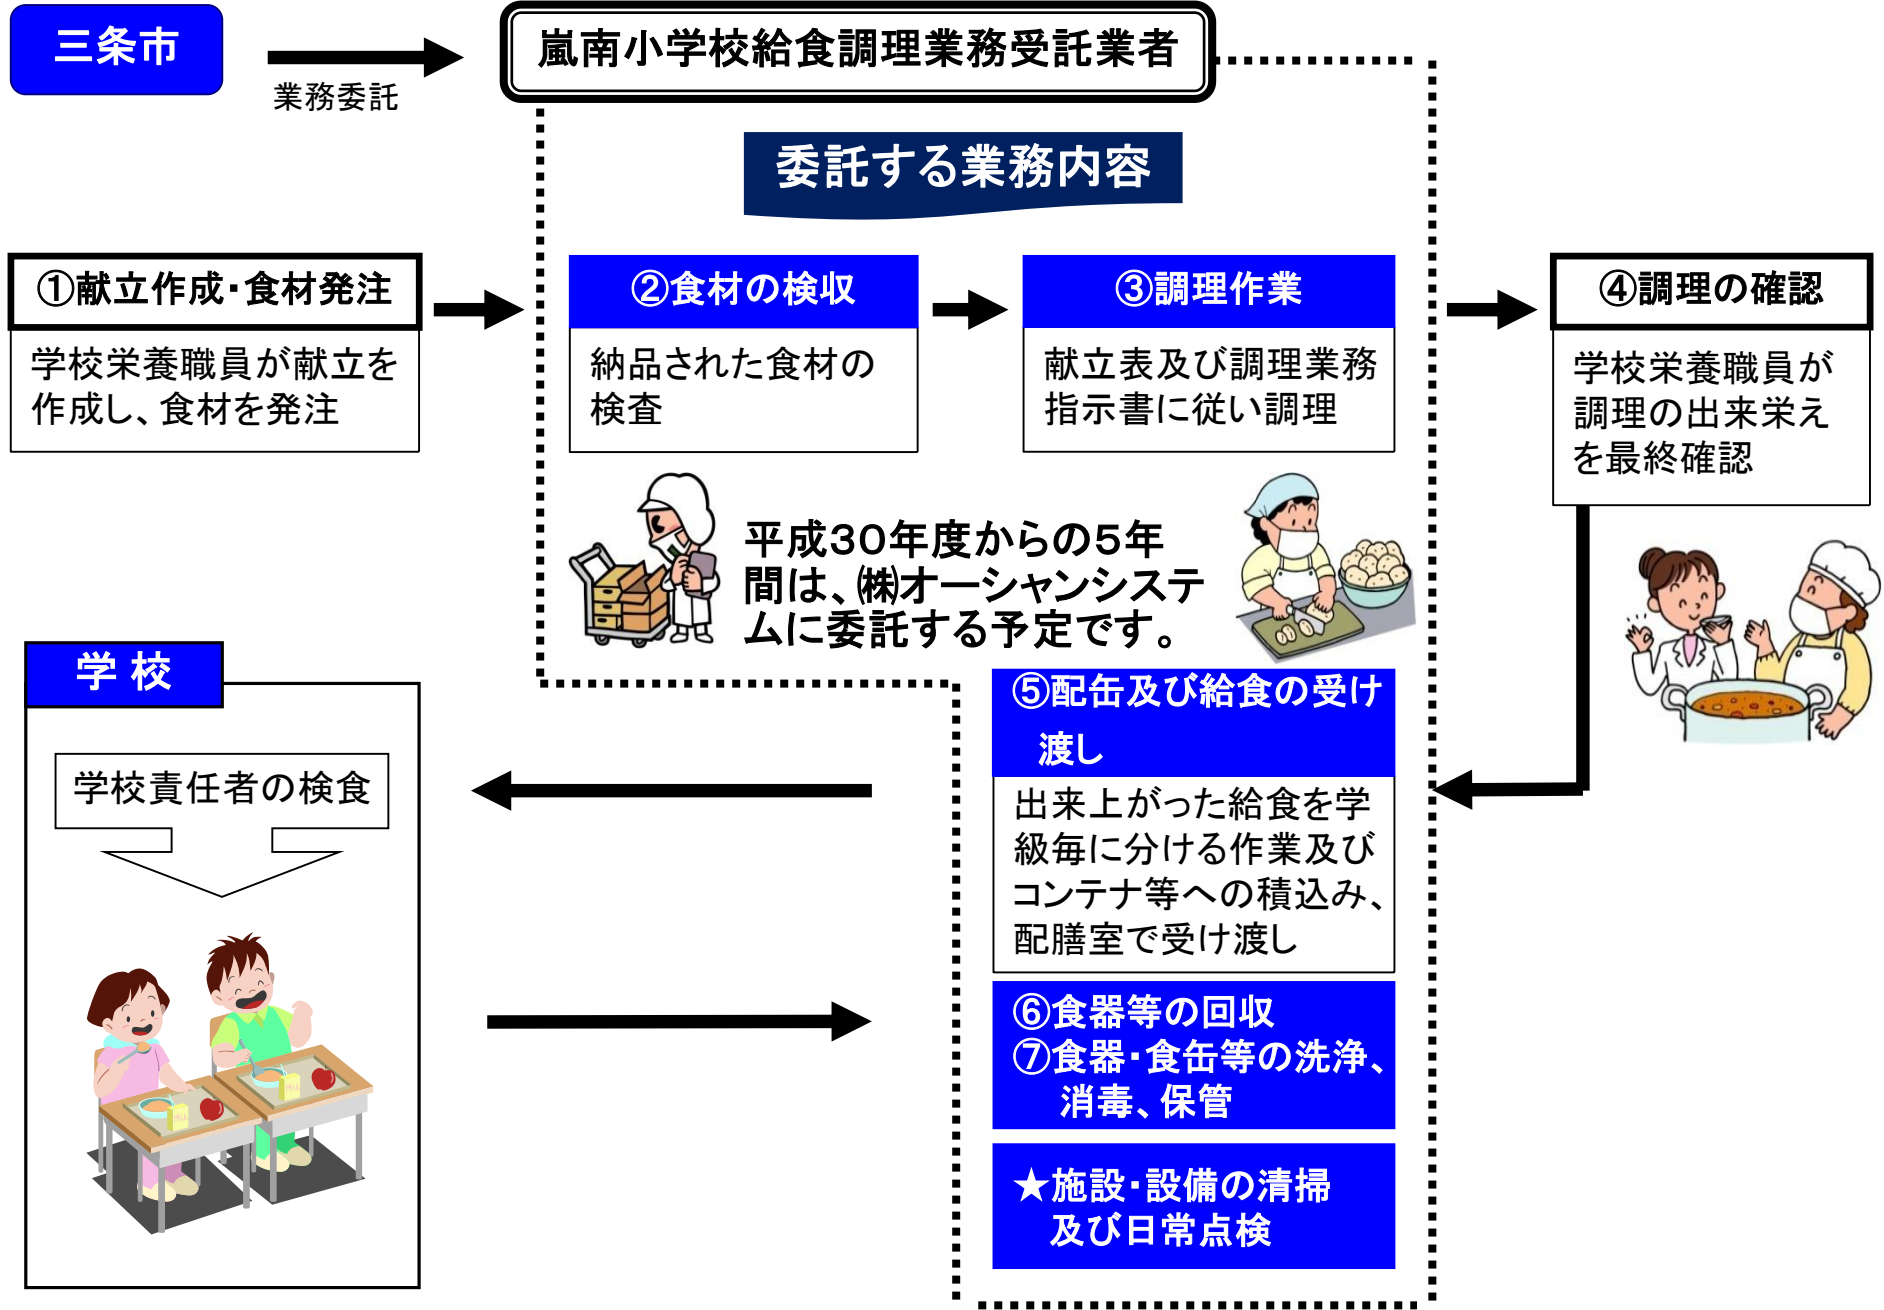 三条市
業務委託
嵐南小学校給食調理業務受託業者
委託する業務内容
①献立作成・食材発注
学校栄養職員が献立を
作成し、食材を発注
②食材の検収
納品された食材の
検査
③調理作業
献立表及び調理業務
指示書に従い調理
④調理の確認
学校栄養職員が
調理の出来栄え
を最終確認
平成30年度からの5年
間は、㈱オーシャンシステ
ムに委託する予定です。
⑤配缶及び給食の受け
渡し
出来上がった給食を学
級毎に分ける作業及び
コンテナ等への積込み、
配膳室で受け渡し
学 校
学校責任者の検食
⑥食器等の回収
⑦食器・食缶等の洗浄、
消毒、保管
★施設・設備の清掃
及び日常点検